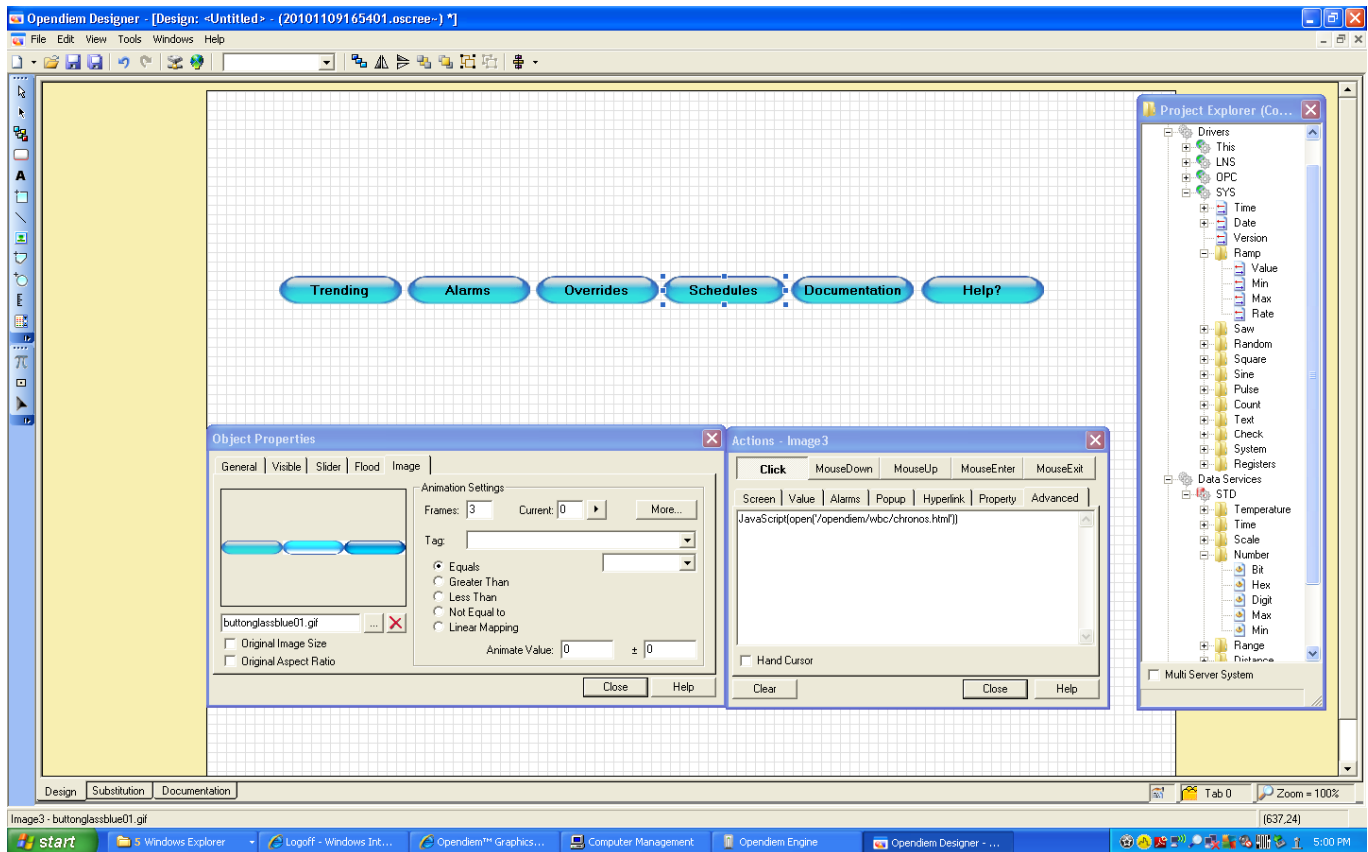 Opendiem Designer - [Design: <Untitled> - (20101109165401.oscree~) *]
File Edit View Tools Windows Help
Trending Alarms Overrides Schedules Documentation Help?
Project Explorer (Co...
Drivers
This
LNS
OPC
SYS
Time
Date
Version
Ramp
Value
Min
Max
Rate
Saw
Random
Square
Sine
Pulse
Count
Text
Check
System
Registers
Data Services
STD
Temperature
Time
Scale
Number
Bit
Hex
Digit
Max
Min
Range
Distance
Multi Server System
Object Properties
General Visible Slider Flood Image
Animation Settings
Frames: 3 Current: 0 More...
Tag:
Equals
Greater Than
Less Than
Not Equal to
Linear Mapping
Animate Value: 0 ± 0
buttonglassblue01.gif ...
Original Image Size
Original Aspect Ratio
Close Help
Actions - Image3
Click MouseDown MouseUp MouseEnter MouseExit
Screen Value Alarms Popup Hyperlink Property Advanced
JavaScript(open('/opendiem/wbc/chronos.html'))
Hand Cursor
Clear Close Help
Design Substitution Documentation
Tab 0 Zoom = 100%
Image3 - buttonglassblue01.gif (637,24)
start 5 Windows Explorer Logoff - Windows Int... Opendiem™ Graphics... Computer Management Opendiem Engine Opendiem Designer - ... 5:00 PM